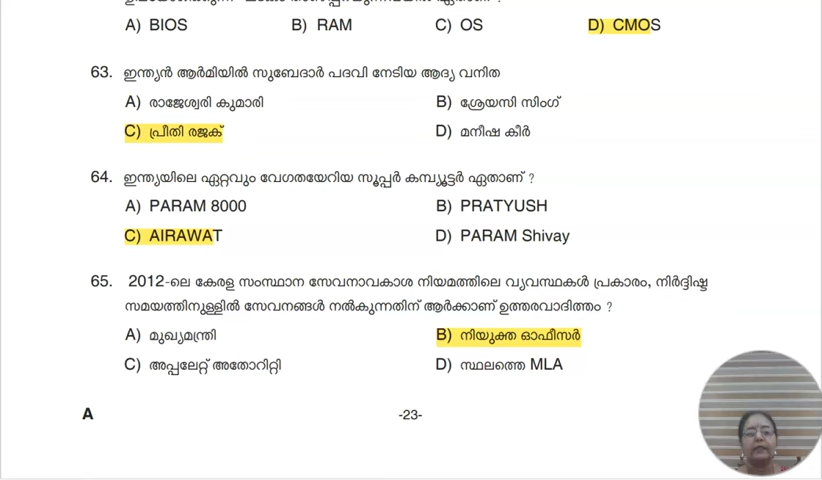 A) BIOS B) RAM C) OS D) CMOS
63. ഇന്ത്യൻ ആർമിയിൽ സുബേദാർ പദവി നേടിയ ആദ്യ വനിത
A) രാജേശ്വരി കുമാരി B) ശ്രേയസി സിംഗ്
C) പ്രീതി രജക് D) മനീഷ കീർ
64. ഇന്ത്യയിലെ ഏറ്റവും വേഗതയേറിയ സൂപ്പർ കമ്പ്യൂട്ടർ ഏതാണ് ?
A) PARAM 8000 B) PRATYUSH
C) AIRAWAT D) PARAM Shivay
65. 2012-ലെ കേരള സംസ്ഥാന സേവനാവകാശ നിയമത്തിലെ വ്യവസ്ഥകൾ പ്രകാരം, നിർദ്ദിഷ്ട
സമയത്തിനുള്ളിൽ സേവനങ്ങൾ നൽകുന്നതിന് ആർക്കാണ് ഉത്തരവാദിത്തം ?
A) മുഖ്യമന്ത്രി B) നിയുക്ത ഓഫീസർ
C) അപ്പലേറ്റ് അതോറിറ്റി D) സ്ഥലത്തെ MLA
A -23-